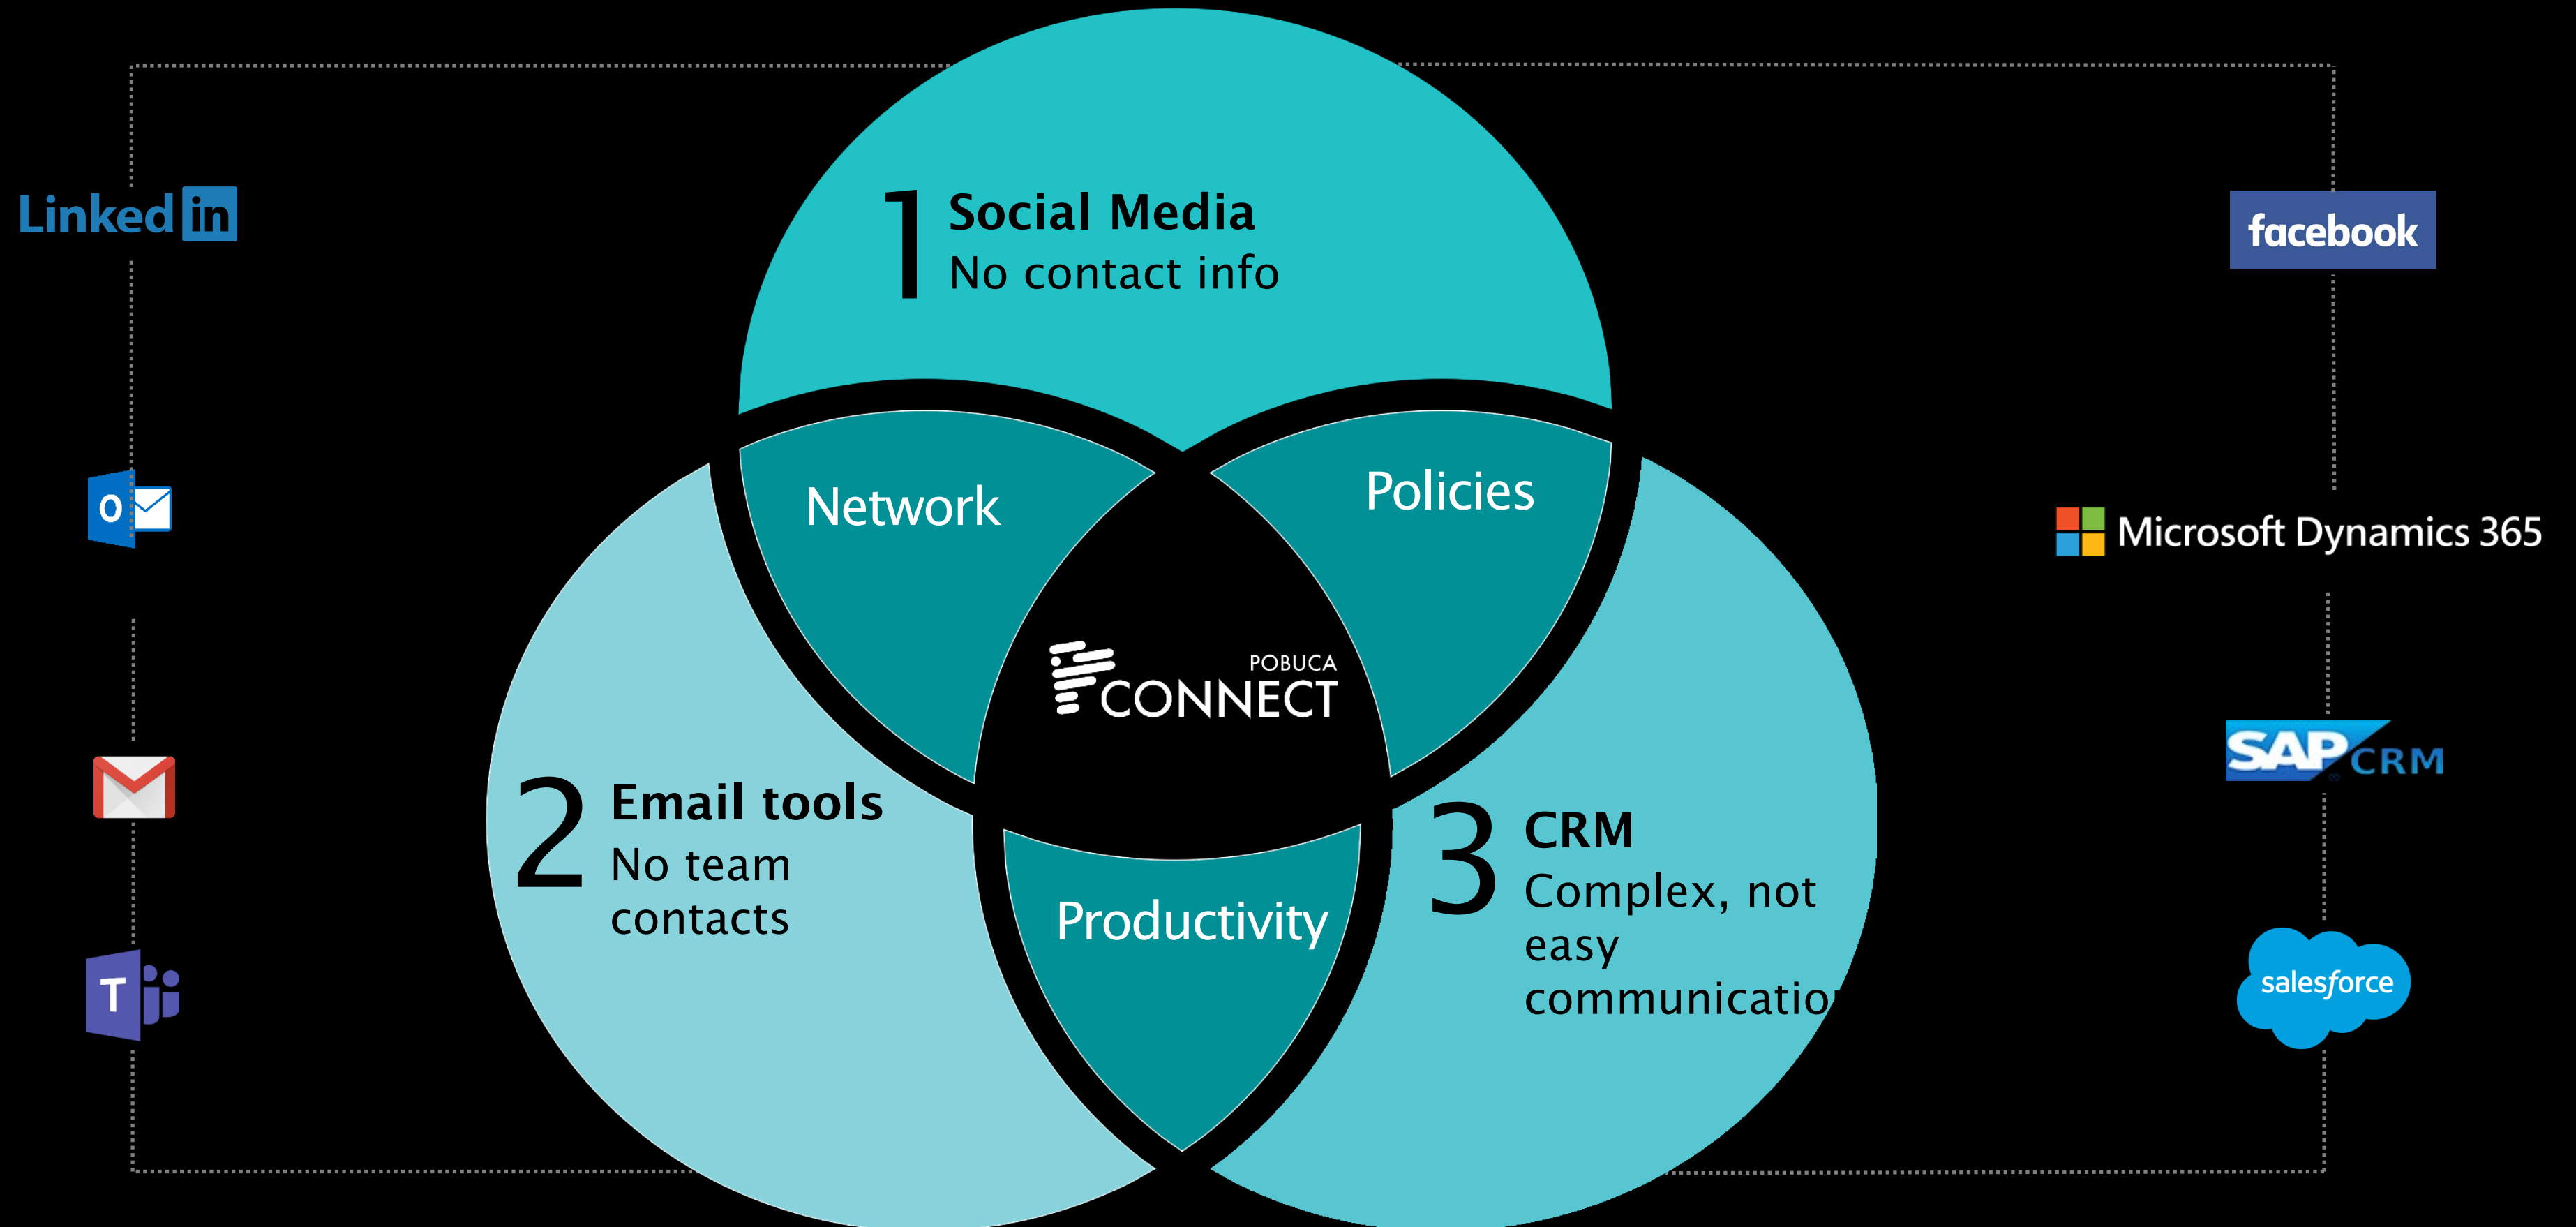 1
Social Media
No contact info
Linked in
facebook
Network
Policies
O
Microsoft Dynamics 365
POBUCA
CONNECT
SAP CRM
2
Email tools
No team
contacts
3
CRM
Complex, not
easy
communication
Productivity
T
salesforce